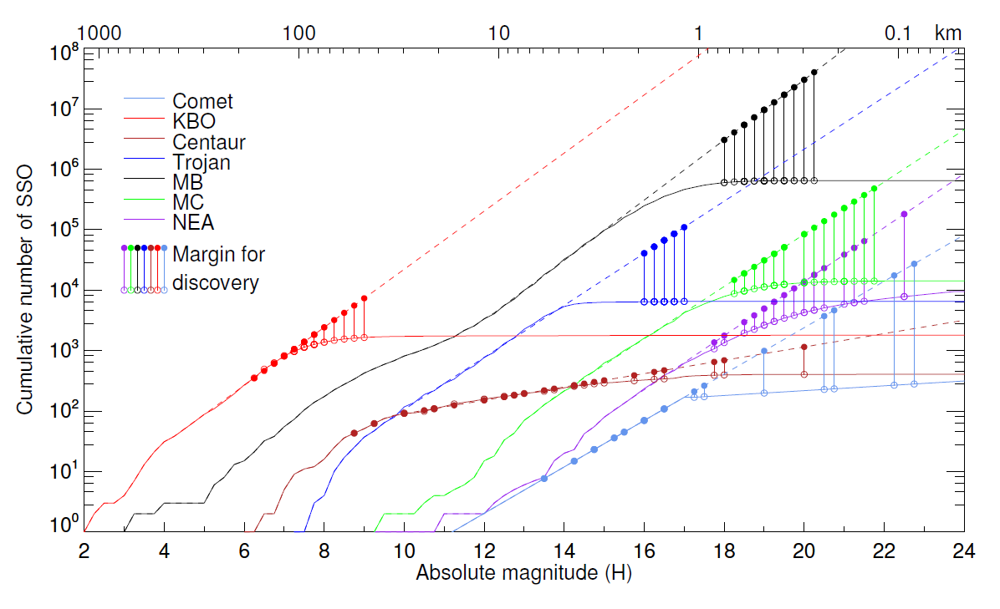 1000 100 10 1 0.1 km
10^8
Comet
KBO
10^7
Centaur
Trojan
10^6
MB
MC
NEA
10^5
Margin for
discovery
10^4
10^3
10^2
10^1
10^0
Cumulative number of SSO
2 4 6 8 10 12 14 16 18 20 22 24
Absolute magnitude (H)